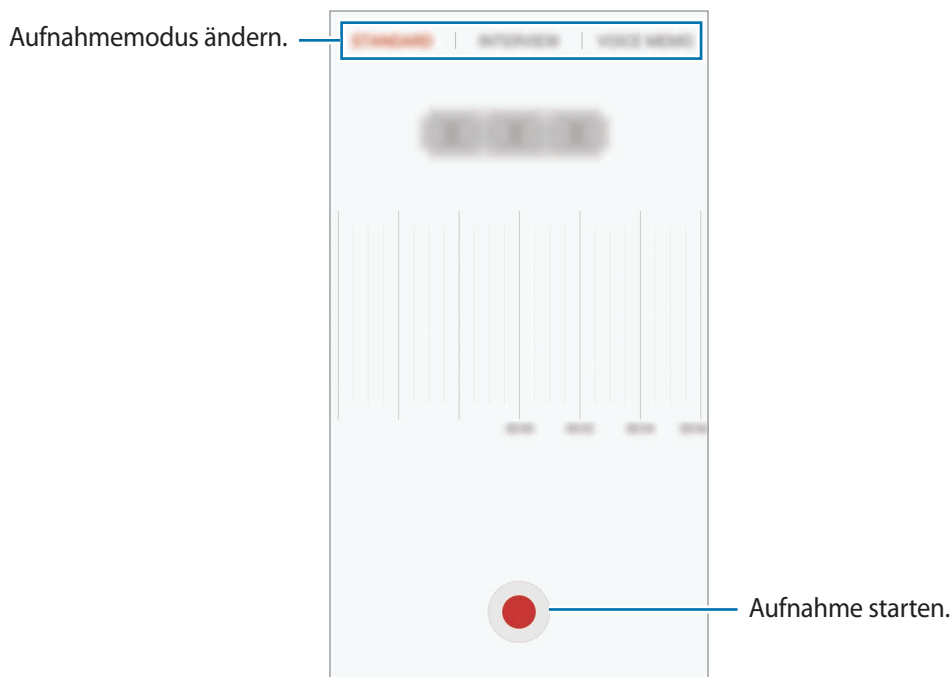 Aufnahmemodus ändern.
STANDARD INTERVIEW VOICE MEMO
Aufnahme starten.